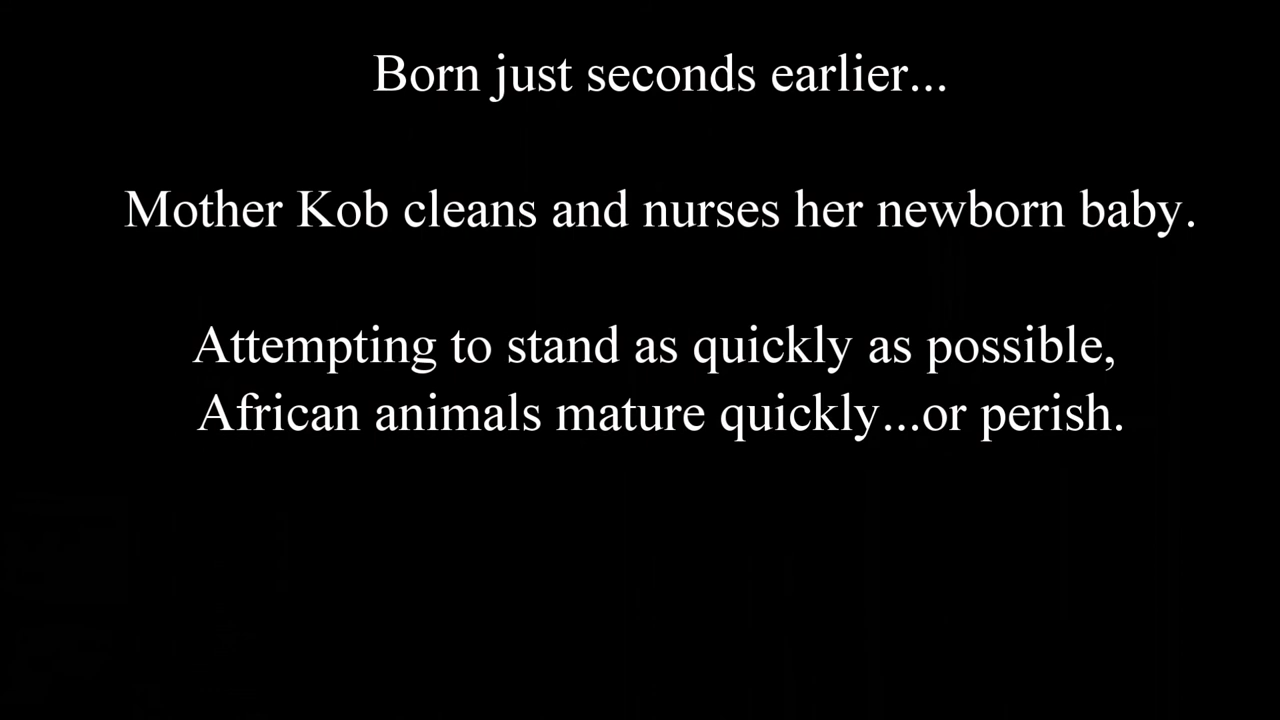 Born just seconds earlier...
Mother Kob cleans and nurses her newborn baby.
Attempting to stand as quickly as possible,
African animals mature quickly...or perish.